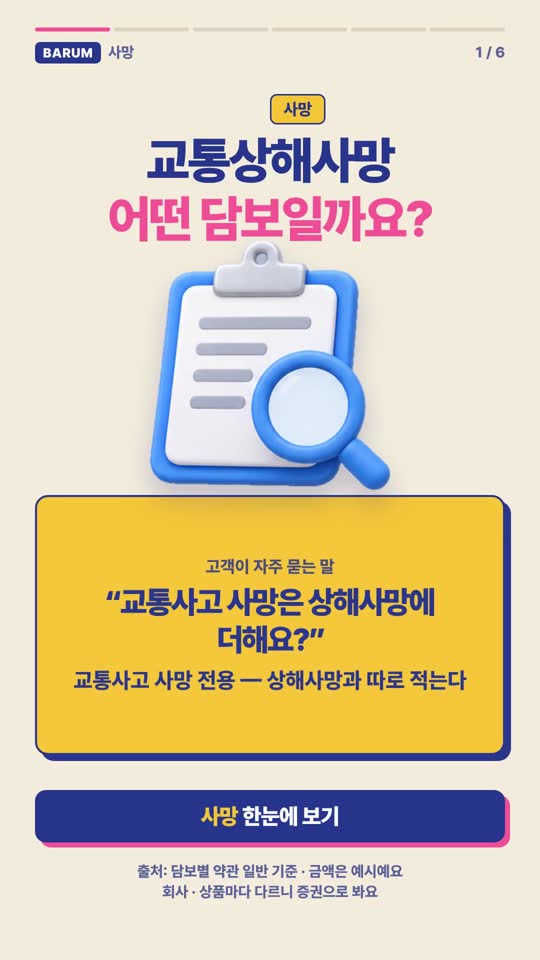 BARUM 사망
1 / 6
사망
교통상해사망
어떤 담보일까요?
고객이 자주 묻는 말
“교통사고 사망은 상해사망에
더해요?”
교통사고 사망 전용 — 상해사망과 따로 적는다
사망 한눈에 보기
출처: 담보별 약관 일반 기준 · 금액은 예시예요
회사 · 상품마다 다르니 증권으로 봐요